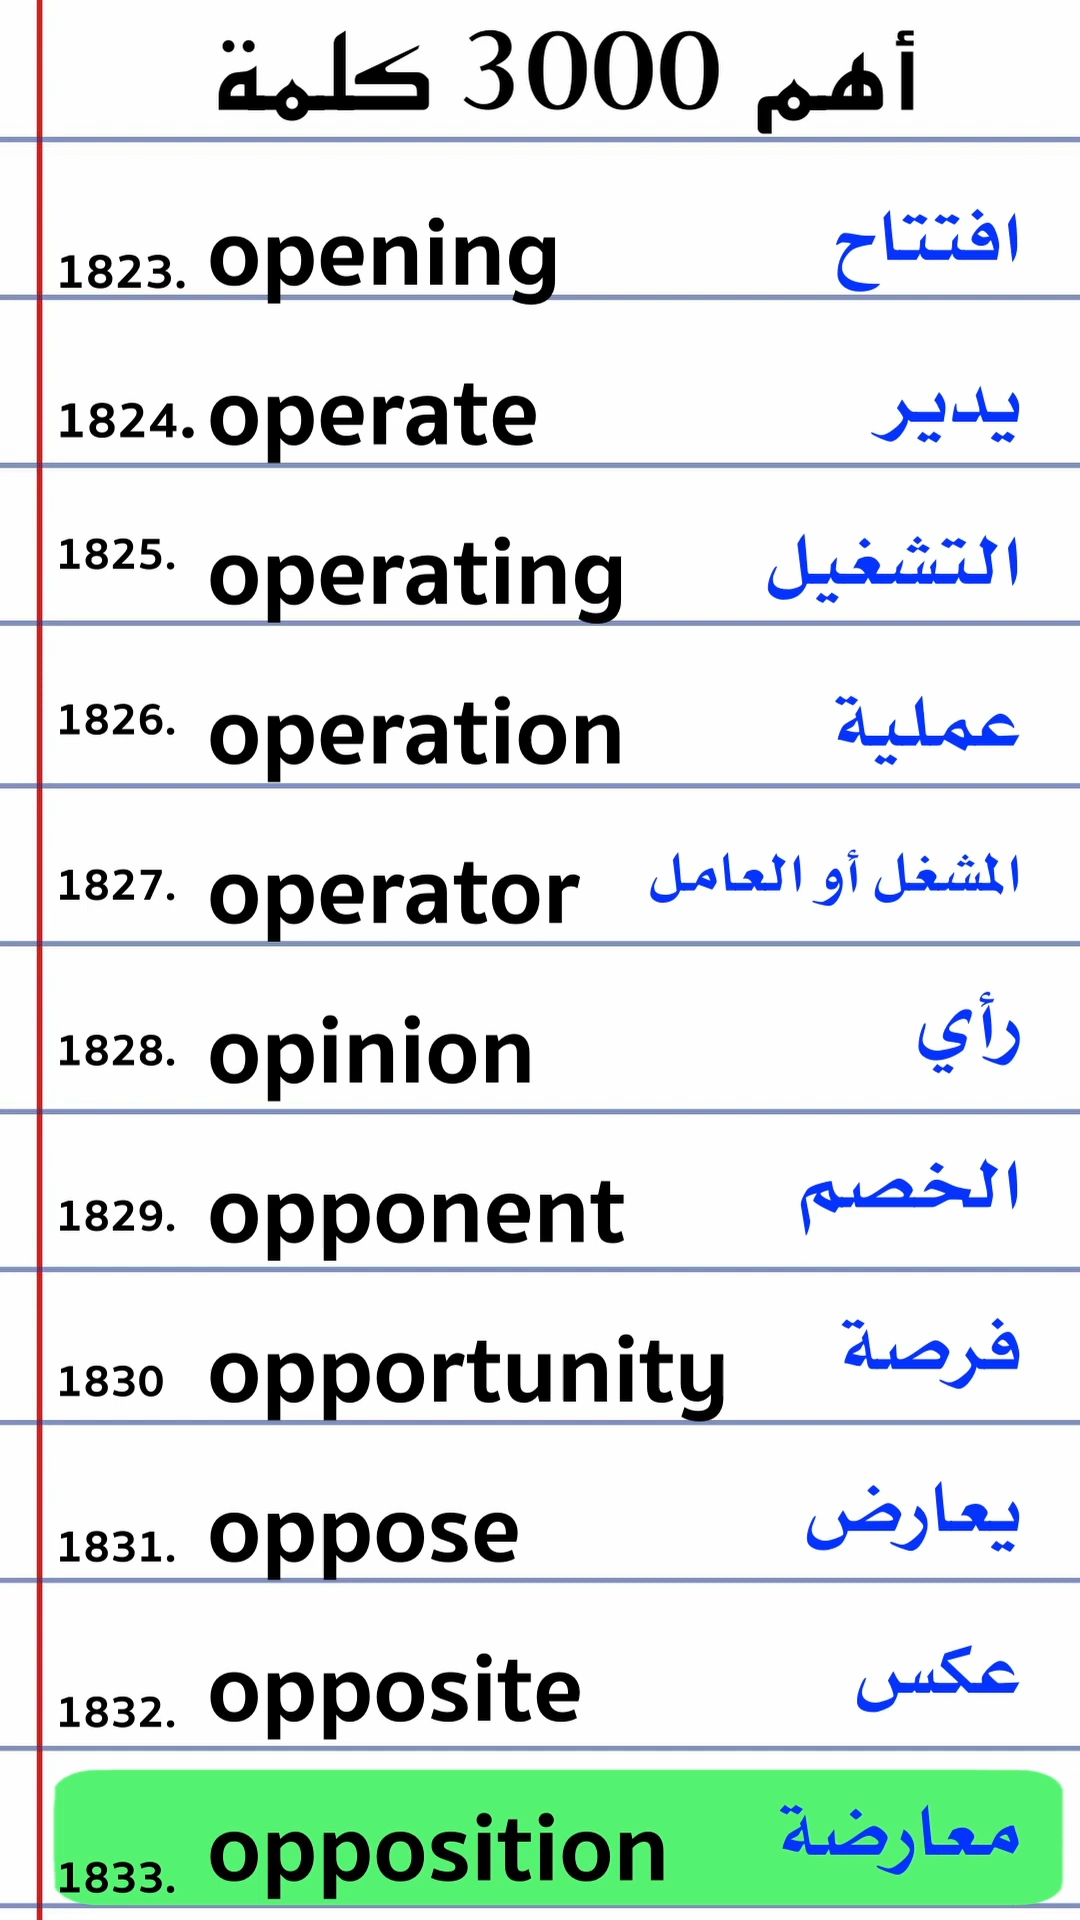 أهم 3000 كلمة
1823. opening افتتاح
1824. operate يدير
1825. operating التشغيل
1826. operation عملية
1827. operator المشغل أو العامل
1828. opinion رأي
1829. opponent الخصم
1830 opportunity فرصة
1831. oppose يعارض
1832. opposite عكس
1833. opposition معارضة